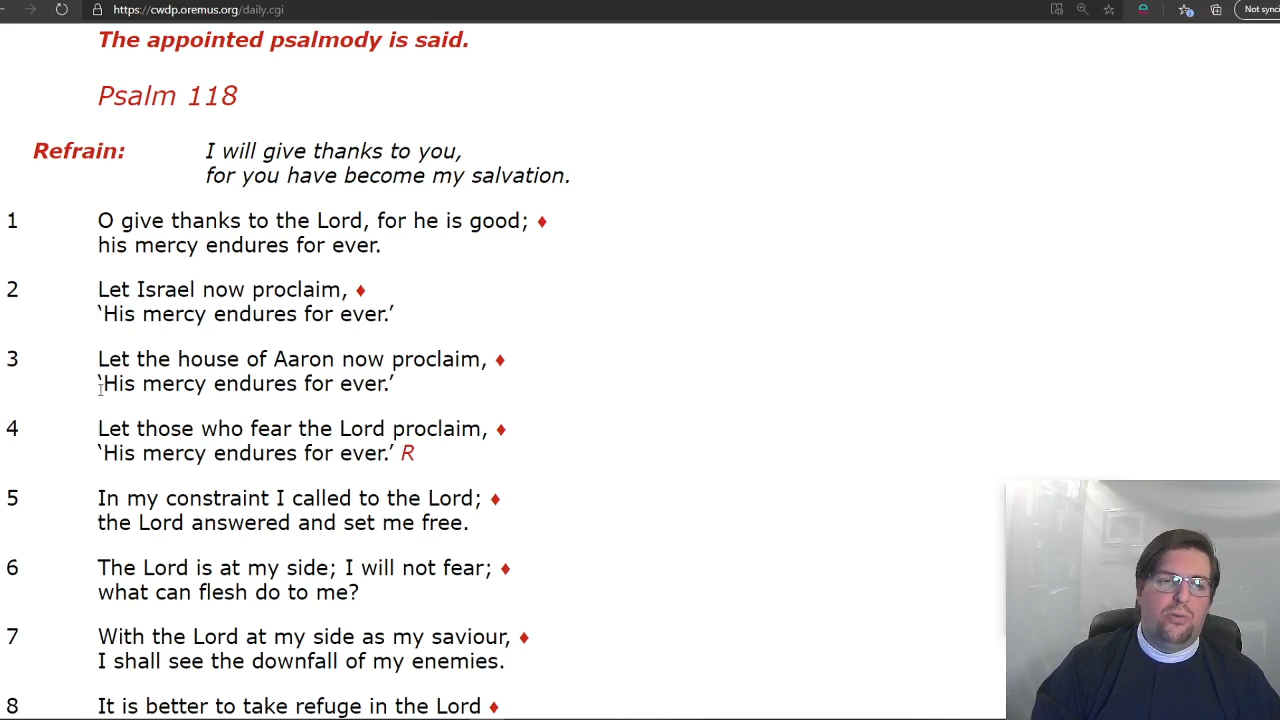 https://cwdp.oremus.org/daily.cgi
Not synci
The appointed psalmody is said.
Psalm 118
Refrain: I will give thanks to you,
for you have become my salvation.
1 O give thanks to the Lord, for he is good; ♦
his mercy endures for ever.
2 Let Israel now proclaim, ♦
‘His mercy endures for ever.’
3 Let the house of Aaron now proclaim, ♦
‘His mercy endures for ever.’
4 Let those who fear the Lord proclaim, ♦
‘His mercy endures for ever.’ R
5 In my constraint I called to the Lord; ♦
the Lord answered and set me free.
6 The Lord is at my side; I will not fear; ♦
what can flesh do to me?
7 With the Lord at my side as my saviour, ♦
I shall see the downfall of my enemies.
8 It is better to take refuge in the Lord ♦